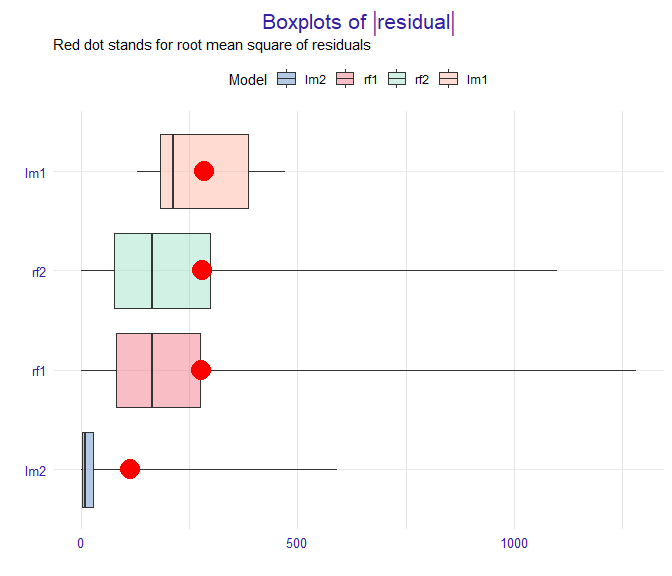 Boxplots of |residual|
Red dot stands for root mean square of residuals
Model lm2 rf1 rf2 lm1
lm1
rf2
rf1
lm2
0 500 1000